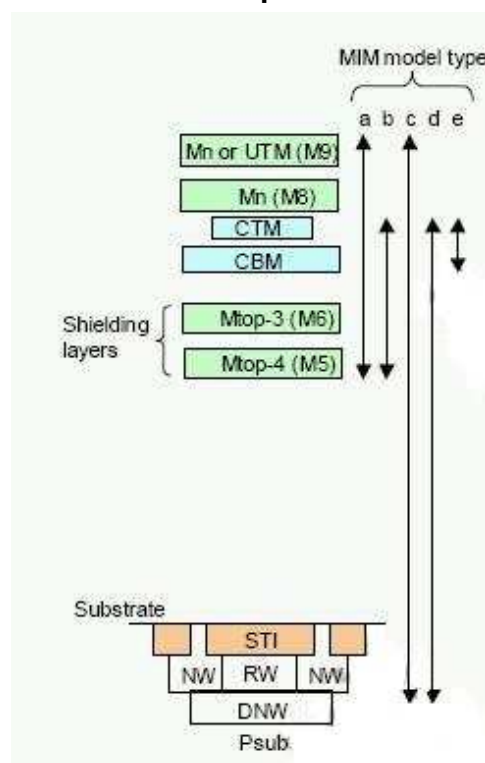 MIM model type
a b c d e
Mn or UTM (M9)
Mn (M8)
CTM
CBM
Shielding
layers
Mtop-3 (M6)
Mtop-4 (M5)
Substrate
STI
NW RW NW
DNW
Psub